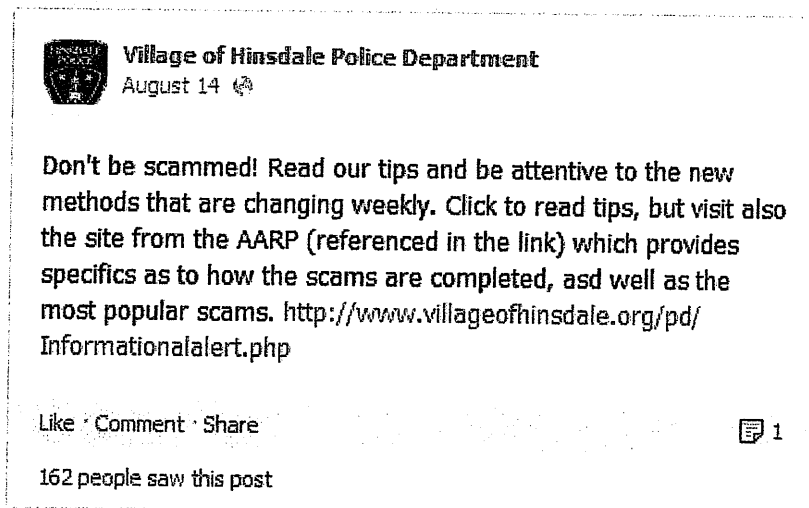 HINSDALE
POLICE
Village of Hinsdale Police Department
August 14
Don't be scammed! Read our tips and be attentive to the new
methods that are changing weekly. Click to read tips, but visit also
the site from the AARP (referenced in the link) which provides
specifics as to how the scams are completed, asd well as the
most popular scams. http://www.villageofhinsdale.org/pd/
Informationalalert.php
Like · Comment · Share
1
162 people saw this post